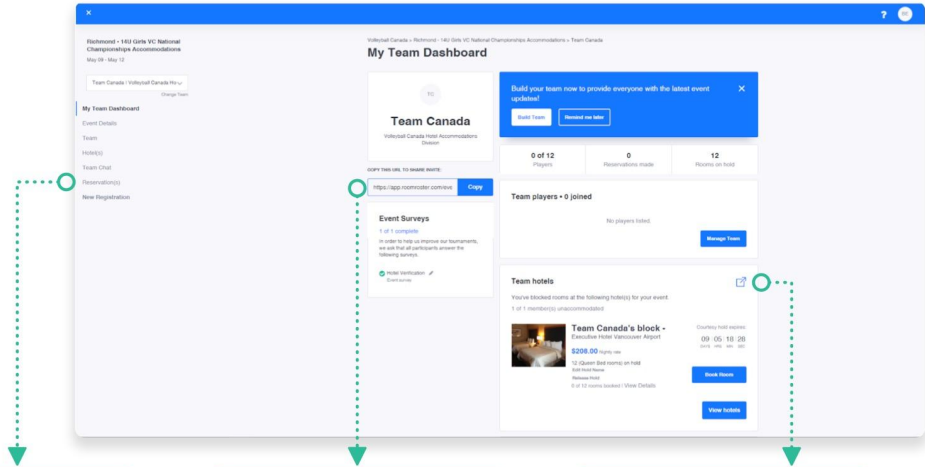 ×
?
TC
Richmond - 14U Girls VC National
Championships Accommodations
May 09 - May 12
Team Canada | Volleyball Canada Ho
Change Team
My Team Dashboard
Event Details
Team
Hotel(s)
Team Chat
Reservation(s)
New Registration
Volleyball Canada > Richmond - 14U Girls VC National Championships Accommodations > Team Canada
My Team Dashboard
TC
Team Canada
Volleyball Canada Hotel Accommodations
Division
COPY THIS URL TO SHARE INVITE:
https://app.roomroster.com/eve
Copy
Event Surveys
1 of 1 complete
In order to help us improve our tournaments,
we ask that all participants answer the
following surveys.
Hotel Verification
Event survey
Build your team now to provide everyone with the latest event
updates!
×
Build Team
Remind me later
0 of 12
Players
0
Reservations made
12
Rooms on hold
Team players • 0 joined
No players listed.
Manage Team
Team hotels
You've blocked rooms at the following hotel(s) for your event
1 of 1 member(s) unaccommodated
Team Canada's block -
Executive Hotel Vancouver Airport
$208.00 Nightly rate
12 (Queen Bed rooms) on hold
Edit Hold Name
Release Hold
0 of 12 rooms booked | View Details
Courtesy hold expires:
09 05 18 28
DAYS HRS MIN SEC
Book Room
View hotels